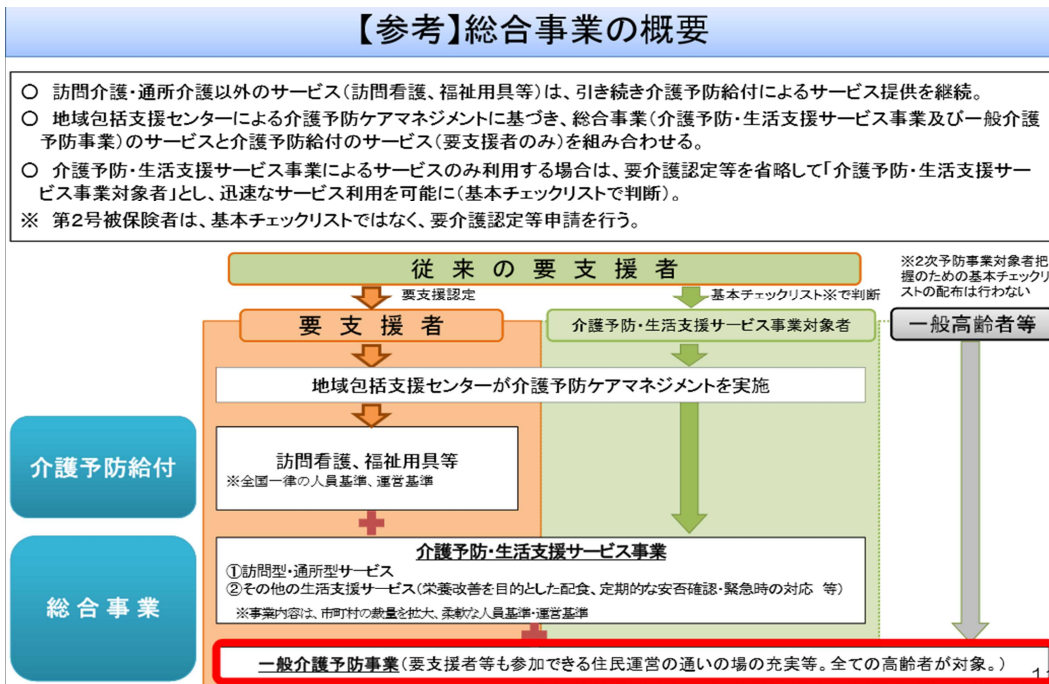 【参考】総合事業の概要
○ 訪問介護・通所介護以外のサービス(訪問看護、福祉用具等)は、引き続き介護予防給付によるサービス提供を継続。
○ 地域包括支援センターによる介護予防ケアマネジメントに基づき、総合事業(介護予防・生活支援サービス事業及び一般介護
予防事業)のサービスと介護予防給付のサービス(要支援者のみ)を組み合わせる。
○ 介護予防・生活支援サービス事業によるサービスのみ利用する場合は、要介護認定等を省略して「介護予防・生活支援サー
ビス事業対象者」とし、迅速なサービス利用を可能に(基本チェックリストで判断)。
※ 第2号被保険者は、基本チェックリストではなく、要介護認定等申請を行う。
従来の要支援者
※2次予防事業対象者把
握のための基本チェックリ
ストの配布は行わない
要支援認定
基本チェックリスト※で判断
要支援者
介護予防・生活支援サービス事業対象者
一般高齢者等
地域包括支援センターが介護予防ケアマネジメントを実施
介護予防給付
訪問看護、福祉用具等
※全国一律の人員基準、運営基準
総合事業
介護予防・生活支援サービス事業
①訪問型・通所型サービス
②その他の生活支援サービス(栄養改善を目的とした配食、定期的な安否確認・緊急時の対応 等)
※事業内容は、市町村の裁量を拡大、柔軟な人員基準・運営基準
一般介護予防事業(要支援者等も参加できる住民運営の通いの場の充実等。全ての高齢者が対象。)